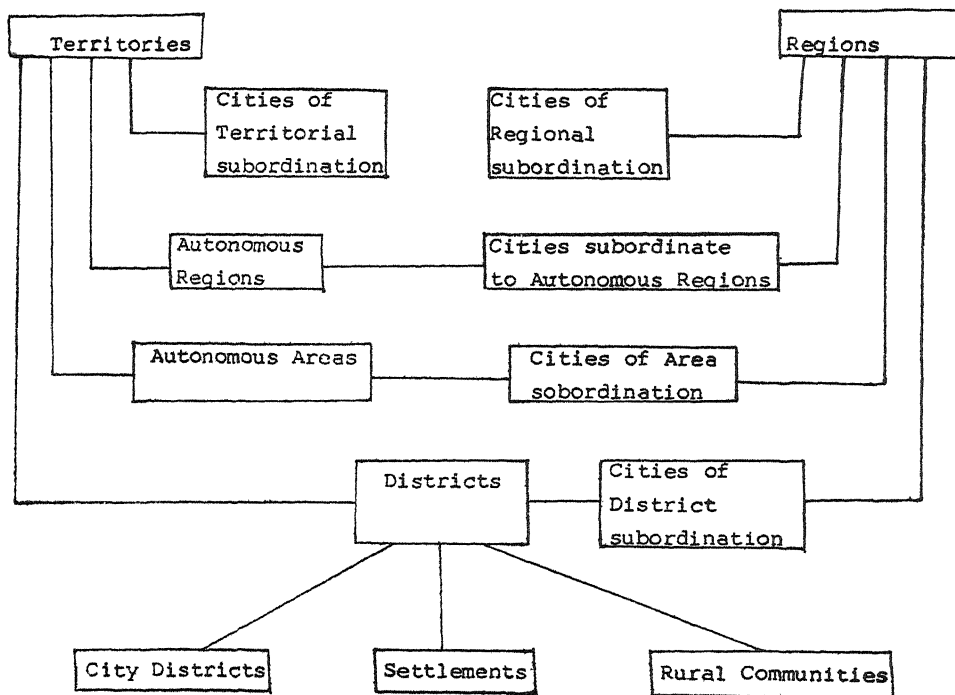 Territories
Regions
Cities of
Territorial
subordination
Cities of
Regional
subordination
Autonomous
Regions
Cities subordinate
to Autonomous Regions
Autonomous Areas
Cities of Area
sobordination
Districts
Cities of
District
subordination
City Districts
Settlements
Rural Communities